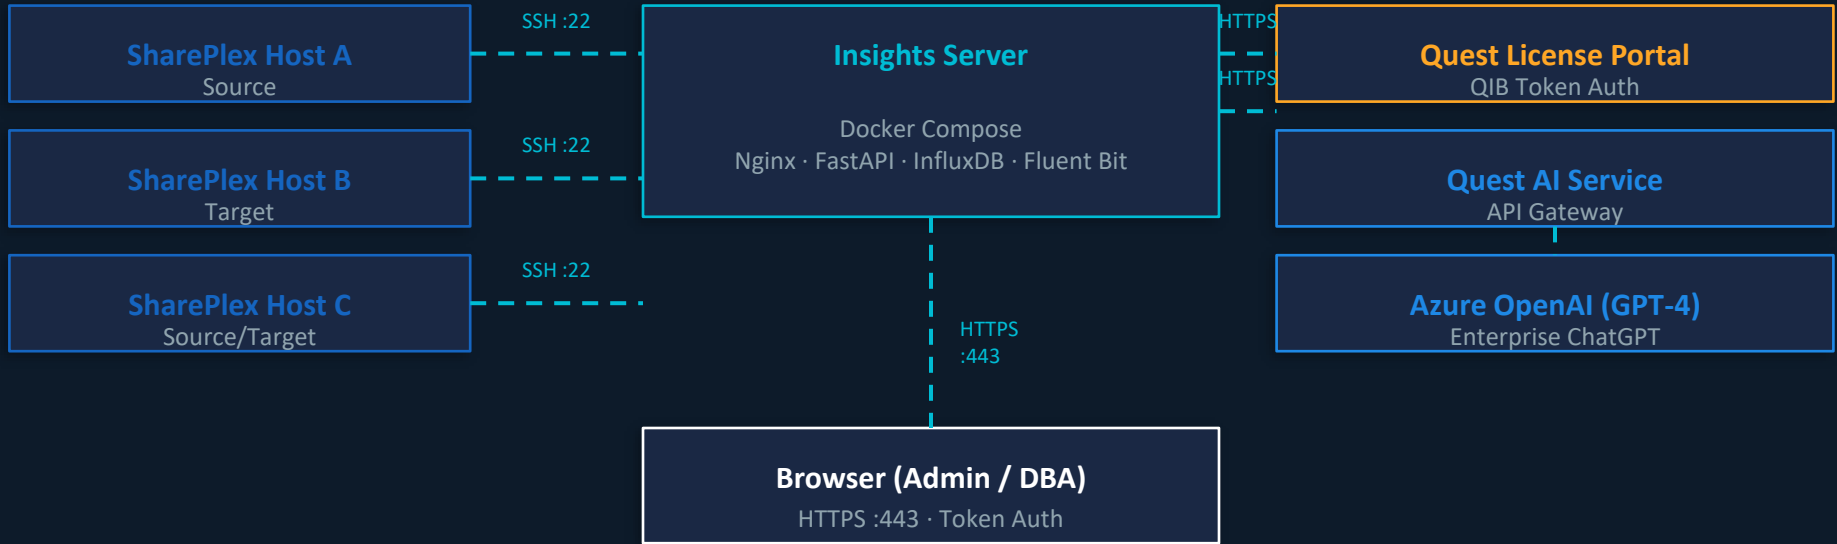 SharePlex Host A
Source
SSH :22
SharePlex Host B
Target
SSH :22
SharePlex Host C
Source/Target
SSH :22
Insights Server
Docker Compose
Nginx · FastAPI · InfluxDB · Fluent Bit
HTTPS
HTTPS
Quest License Portal
QIB Token Auth
Quest AI Service
API Gateway
Azure OpenAI (GPT-4)
Enterprise ChatGPT
HTTPS
:443
Browser (Admin / DBA)
HTTPS :443 · Token Auth